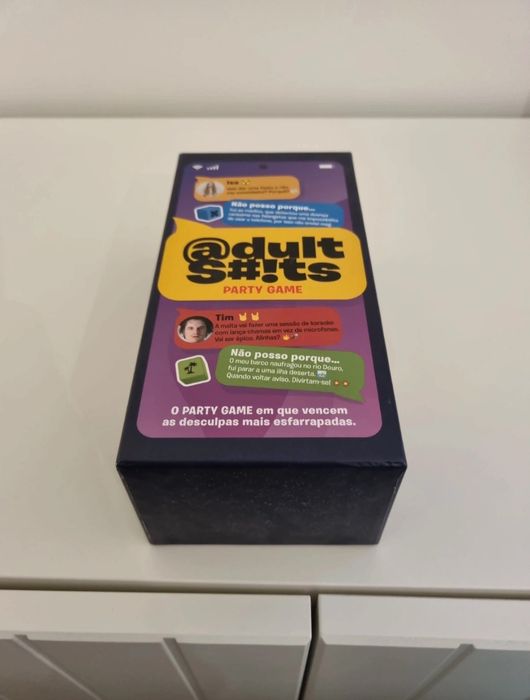 Tea
Não posso porque...
@dult
S#!ts
PARTY GAME
Tim
A malta vai fazer uma sessão de karaoke
com lança chamas em vez de microfones.
Vai ser épico. Alinhas?
Não posso porque...
O meu barco naufragou no rio Douro,
fui parar a uma ilha deserta.
Quando voltar aviso. Divirtam-se!
O PARTY GAME em que vencem
as desculpas mais esfarrapadas.